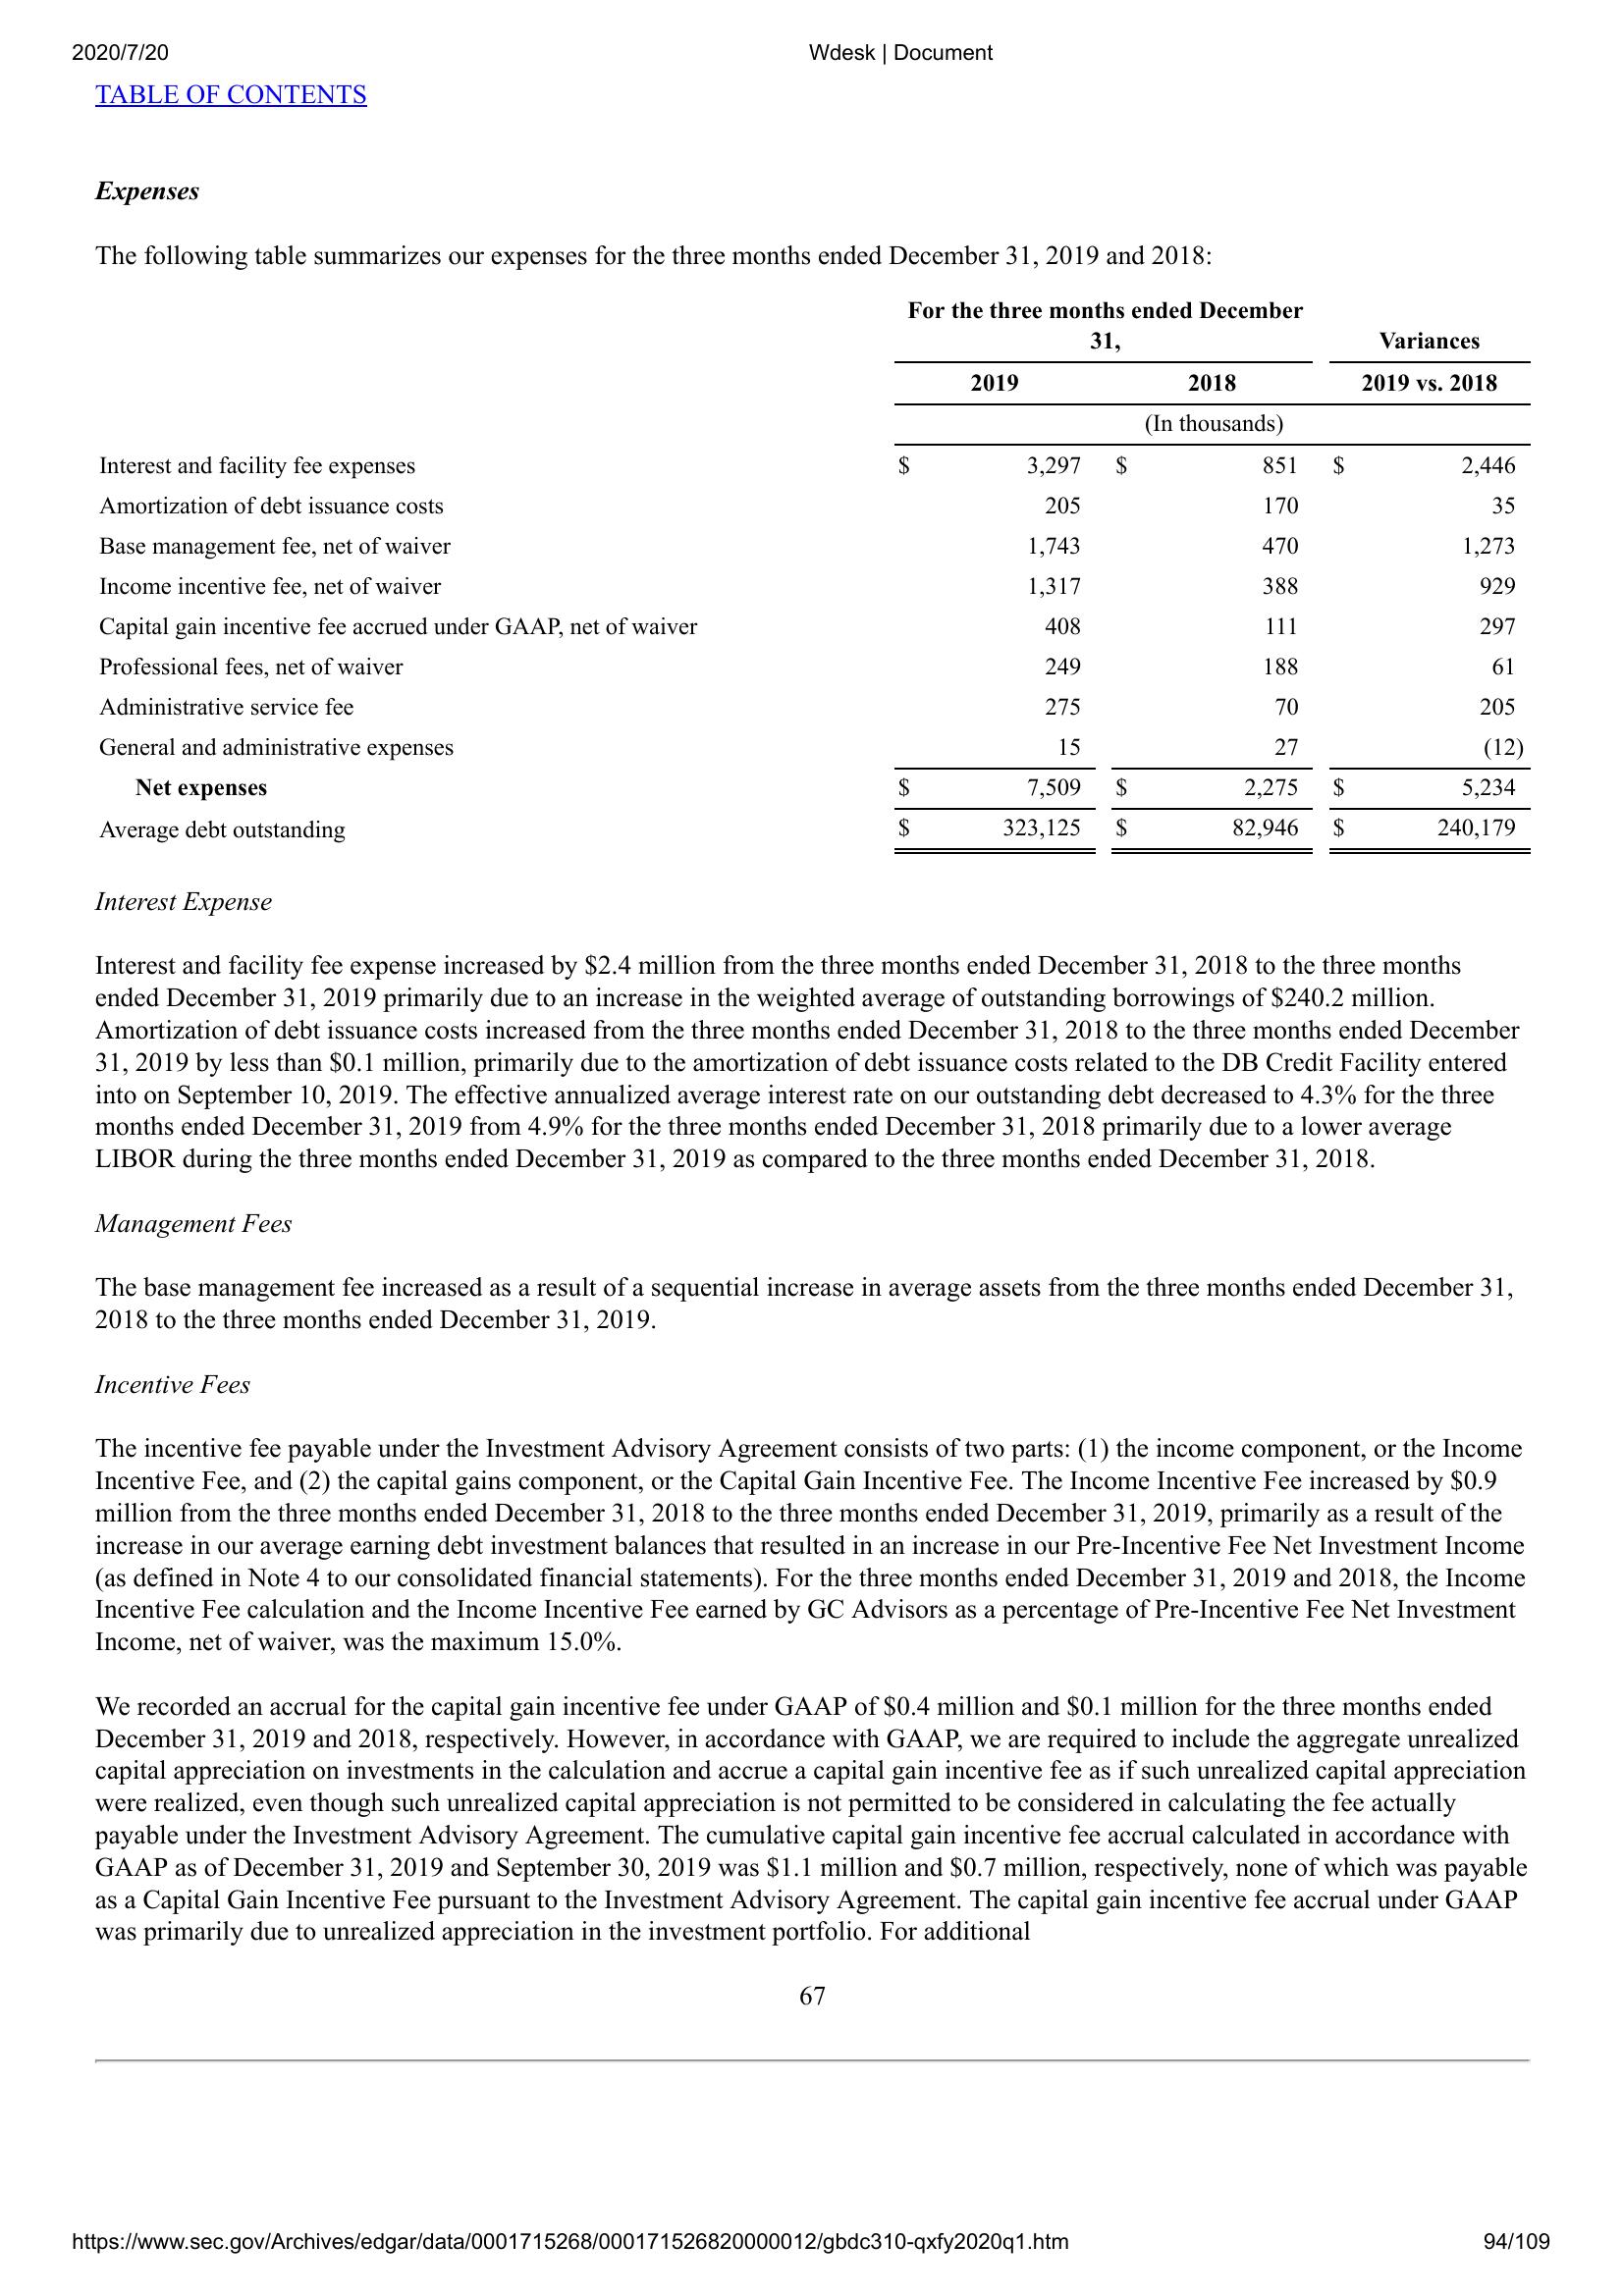 2020/7/20 Wdesk | Document
TABLE OF CONTENTS
Expenses
The following table summarizes our expenses for the three months ended December 31, 2019 and 2018:
For the three months ended December
31, Variances
2019 2018 2019 vs. 2018
(In thousands)
Interest and facility fee expenses $ 3,297 $ 851 $ 2,446
Amortization of debt issuance costs 205 170 35
Base management fee, net of waiver 1,743 470 1,273
Income incentive fee, net of waiver 1,317 388 929
Capital gain incentive fee accrued under GAAP, net of waiver 408 111 297
Professional fees, net of waiver 249 188 61
Administrative service fee 275 70 205
General and administrative expenses 15 27 (12)
Net expenses $ 7,509 $ 2,275 $ 5,234
Average debt outstanding $ 323,125 $ 82,946 $ 240,179
Interest Expense
Interest and facility fee expense increased by $2.4 million from the three months ended December 31, 2018 to the three months
ended December 31, 2019 primarily due to an increase in the weighted average of outstanding borrowings of $240.2 million.
Amortization of debt issuance costs increased from the three months ended December 31, 2018 to the three months ended December
31, 2019 by less than $0.1 million, primarily due to the amortization of debt issuance costs related to the DB Credit Facility entered
into on September 10, 2019. The effective annualized average interest rate on our outstanding debt decreased to 4.3% for the three
months ended December 31, 2019 from 4.9% for the three months ended December 31, 2018 primarily due to a lower average
LIBOR during the three months ended December 31, 2019 as compared to the three months ended December 31, 2018.
Management Fees
The base management fee increased as a result of a sequential increase in average assets from the three months ended December 31,
2018 to the three months ended December 31, 2019.
Incentive Fees
The incentive fee payable under the Investment Advisory Agreement consists of two parts: (1) the income component, or the Income
Incentive Fee, and (2) the capital gains component, or the Capital Gain Incentive Fee. The Income Incentive Fee increased by $0.9
million from the three months ended December 31, 2018 to the three months ended December 31, 2019, primarily as a result of the
increase in our average earning debt investment balances that resulted in an increase in our Pre-Incentive Fee Net Investment Income
(as defined in Note 4 to our consolidated financial statements). For the three months ended December 31, 2019 and 2018, the Income
Incentive Fee calculation and the Income Incentive Fee earned by GC Advisors as a percentage of Pre-Incentive Fee Net Investment
Income, net of waiver, was the maximum 15.0%.
We recorded an accrual for the capital gain incentive fee under GAAP of $0.4 million and $0.1 million for the three months ended
December 31, 2019 and 2018, respectively. However, in accordance with GAAP, we are required to include the aggregate unrealized
capital appreciation on investments in the calculation and accrue a capital gain incentive fee as if such unrealized capital appreciation
were realized, even though such unrealized capital appreciation is not permitted to be considered in calculating the fee actually
payable under the Investment Advisory Agreement. The cumulative capital gain incentive fee accrual calculated in accordance with
GAAP as of December 31, 2019 and September 30, 2019 was $1.1 million and $0.7 million, respectively, none of which was payable
as a Capital Gain Incentive Fee pursuant to the Investment Advisory Agreement. The capital gain incentive fee accrual under GAAP
was primarily due to unrealized appreciation in the investment portfolio. For additional
67
https://www.sec.gov/Archives/edgar/data/0001715268/000171526820000012/gbdc310-qxfy2020q1.htm 94/109